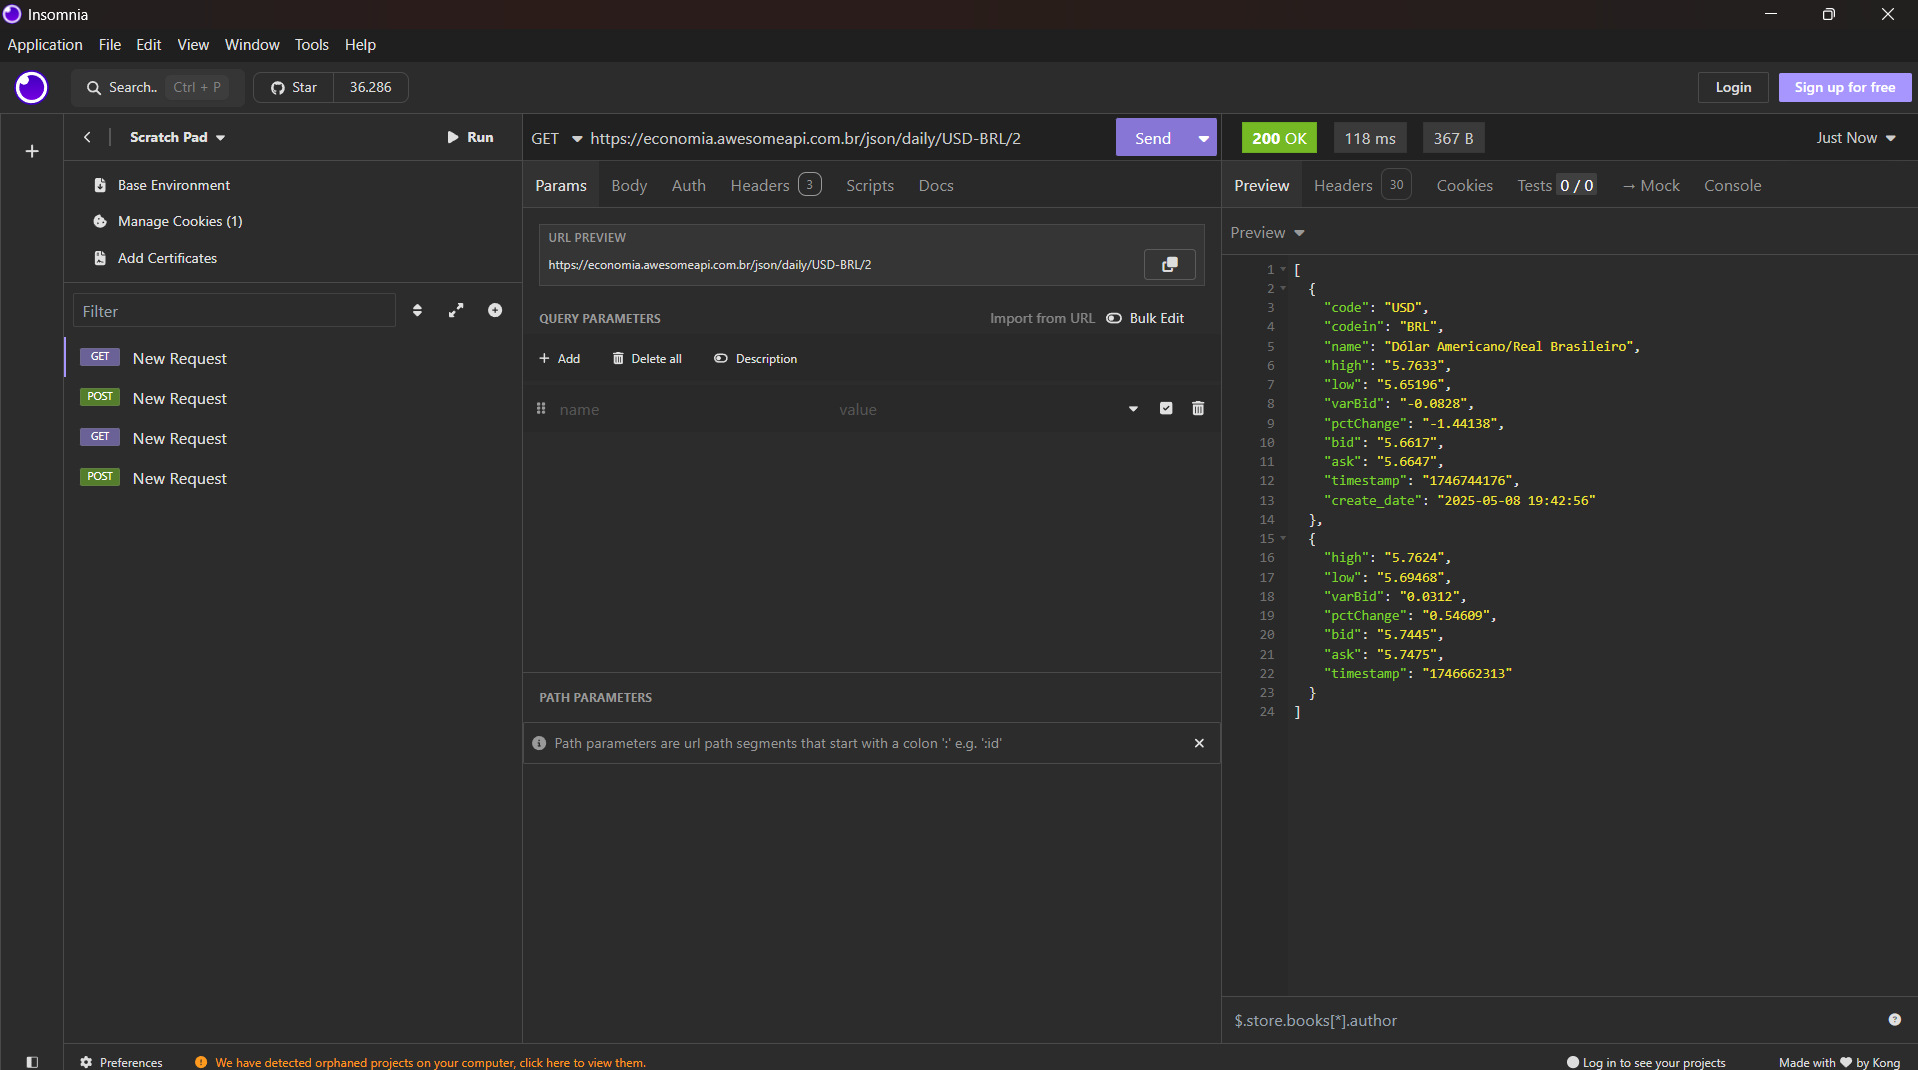 Insomnia
Application File Edit View Window Tools Help
Search.. Ctrl + P Star 36.286 Login Sign up for free
Scratch Pad Run
Base Environment
Manage Cookies (1)
Add Certificates
Filter
GET New Request
POST New Request
GET New Request
POST New Request
GET https://economia.awesomeapi.com.br/json/daily/USD-BRL/2 Send
Params Body Auth Headers 3 Scripts Docs
URL PREVIEW
https://economia.awesomeapi.com.br/json/daily/USD-BRL/2
QUERY PARAMETERS Import from URL Bulk Edit
+ Add Delete all Description
name value
PATH PARAMETERS
Path parameters are url path segments that start with a colon ':' e.g. ':id'
200 OK 118 ms 367 B Just Now
Preview Headers 30 Cookies Tests 0 / 0 → Mock Console
Preview
1 [
2 {
3 "code": "USD",
4 "codein": "BRL",
5 "name": "Dólar Americano/Real Brasileiro",
6 "high": "5.7633",
7 "low": "5.65196",
8 "varBid": "-0.0828",
9 "pctChange": "-1.44138",
10 "bid": "5.6617",
11 "ask": "5.6647",
12 "timestamp": "1746744176",
13 "create_date": "2025-05-08 19:42:56"
14 },
15 {
16 "high": "5.7624",
17 "low": "5.69468",
18 "varBid": "0.0312",
19 "pctChange": "0.54609",
20 "bid": "5.7445",
21 "ask": "5.7475",
22 "timestamp": "1746662313"
23 }
24 ]
$.store.books[*].author
Preferences We have detected orphaned projects on your computer, click here to view them. Log in to see your projects Made with ♥ by Kong